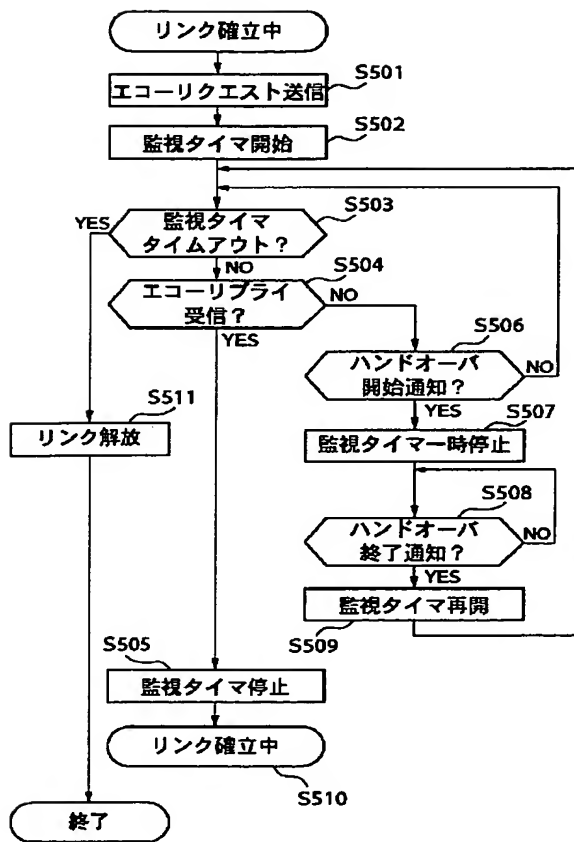 リンク確立中
S501
エコーリクエスト送信
S502
監視タイマ開始
S503
YES
監視タイマ
タイムアウト?
NO
S504
エコーリプライ
受信?
NO
YES
S506
ハンドオーバ
開始通知?
NO
YES
S511
リンク解放
S507
監視タイマ一時停止
S508
ハンドオーバ
終了通知?
NO
YES
監視タイマ再開
S509
S505
監視タイマ停止
リンク確立中
S510
終了